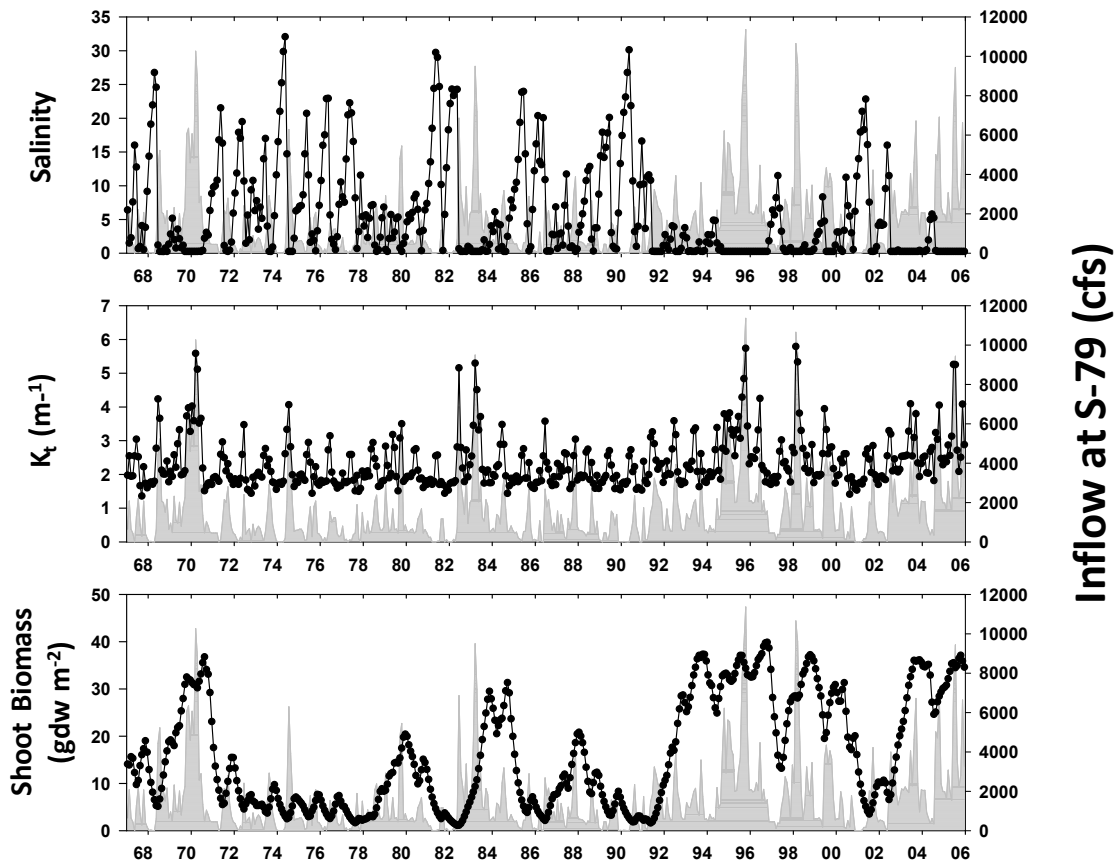 35 30 25 20 15 10 5 0
Salinity
12000 10000 8000 6000 4000 2000 0
68 70 72 74 76 78 80 82 84 86 88 90 92 94 96 98 00 02 04 06
7 6 5 4 3 2 1 0
Kt (m-1)
12000 10000 8000 6000 4000 2000 0
68 70 72 74 76 78 80 82 84 86 88 90 92 94 96 98 00 02 04 06
50 40 30 20 10 0
Shoot Biomass
(gdw m-2)
12000 10000 8000 6000 4000 2000 0
68 70 72 74 76 78 80 82 84 86 88 90 92 94 96 98 00 02 04 06
Inflow at S-79 (cfs)